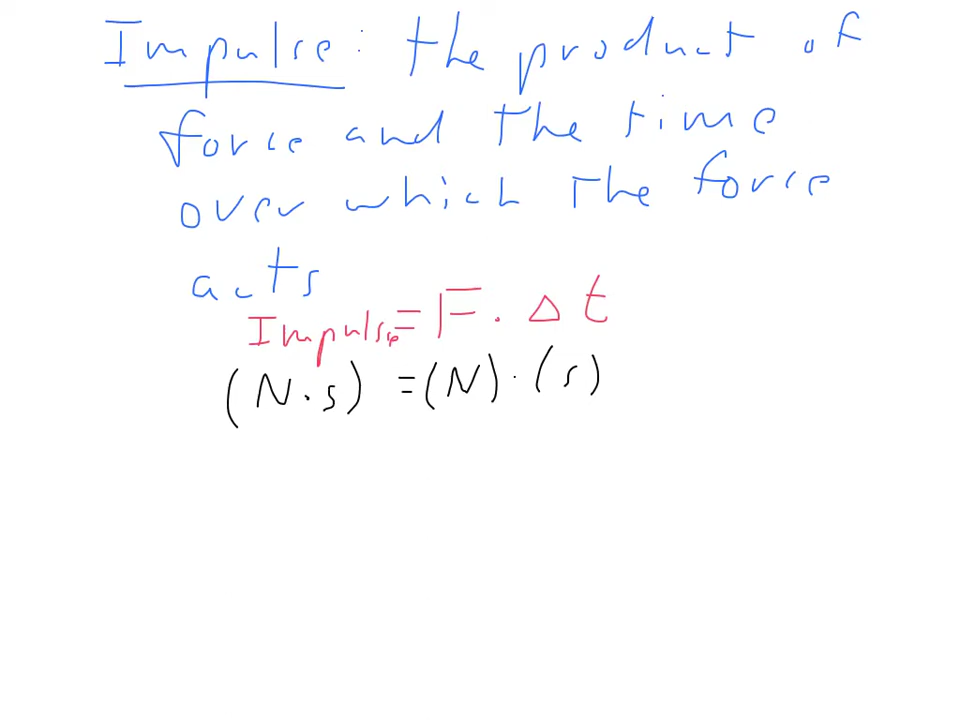 Impulse: the product of
force and the time
over which the force
acts
Impulse = F · Δt
(N·s) = (N) · (s)